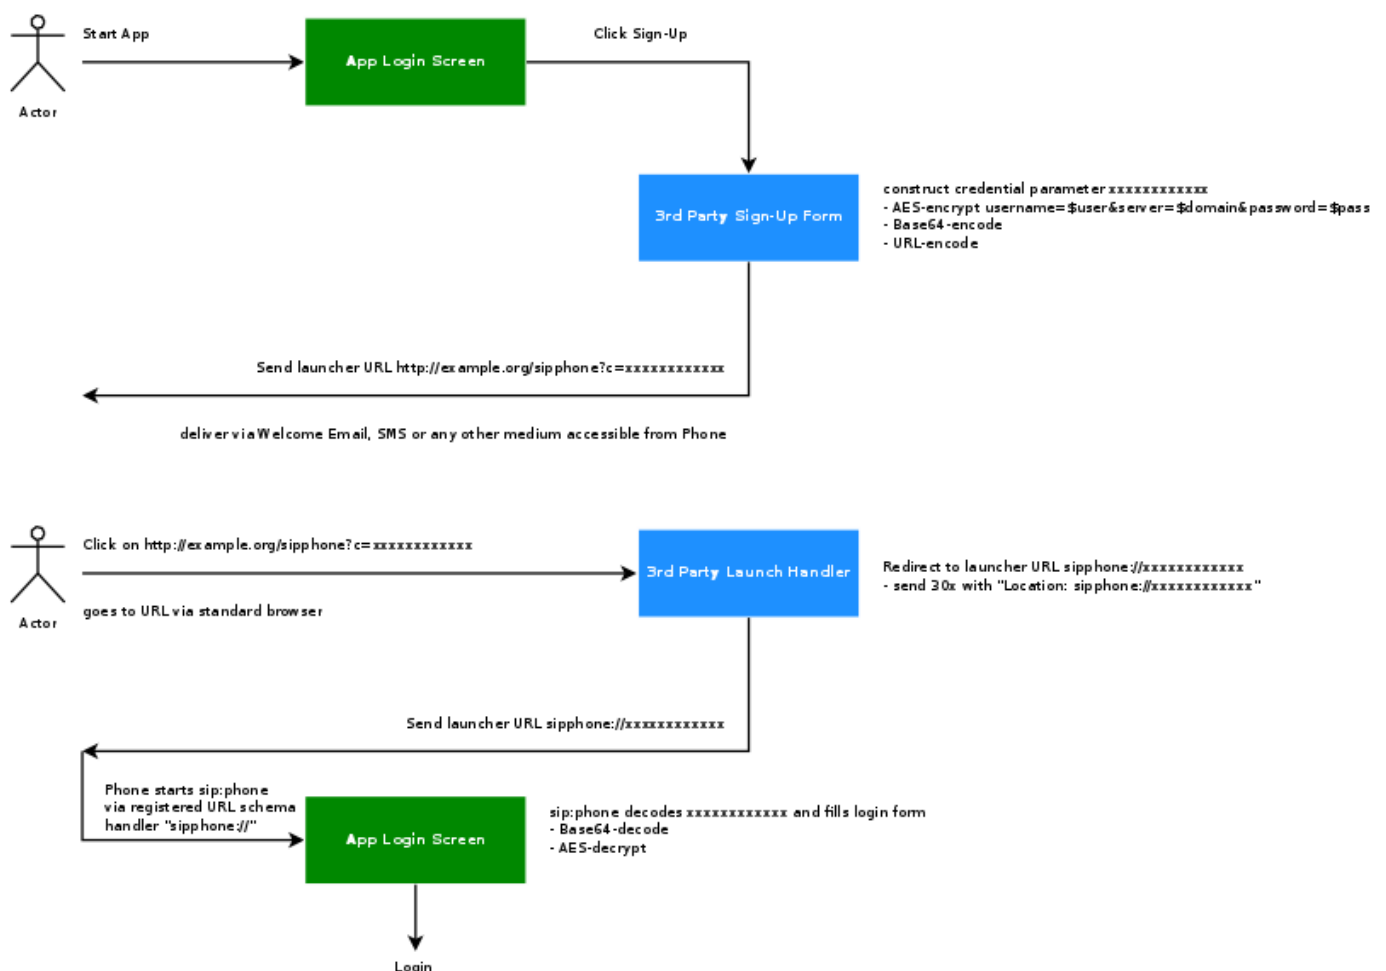 Start App
Click Sign-Up
App Login Screen
Actor
3rd Party Sign-Up Form
construct credential parameter xxxxxxxxxxxx
- AES-encrypt username=$user&server=$domain&password=$pass
- Base64-encode
- URL-encode
Send launcher URL http://example.org/sipphone?c=xxxxxxxxxxxx
deliver via Welcome Email, SMS or any other medium accessible from Phone
Click on http://example.org/sipphone?c=xxxxxxxxxxxx
3rd Party Launch Handler
Redirect to launcher URL sipphone://xxxxxxxxxxxx
- send 30x with "Location: sipphone://xxxxxxxxxxxx"
goes to URL via standard browser
Actor
Send launcher URL sipphone://xxxxxxxxxxxx
Phone starts sip:phone
via registered URL schema
handler "sipphone://"
App Login Screen
sip:phone decodes xxxxxxxxxxxx and fills login form
- Base64-decode
- AES-decrypt
Login